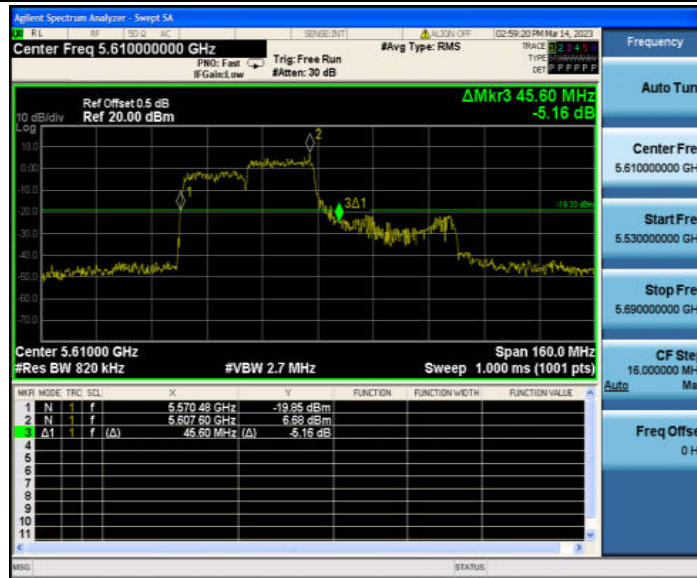 Agilent Spectrum Analyzer - Swept SA
RL RF 50 Ω AC SENSE:INT ALIGN OFF 02:59:20 PM Mar 14, 2023
Center Freq 5.610000000 GHz #Avg Type: RMS TRACE 1 2 3 4 5 6
PNO: Fast Trig: Free Run TYPE
IFGain:Low #Atten: 30 dB DET P P P P P P
Frequency
Auto Tun
Center Fre
5.610000000 GH
Start Fre
5.530000000 GH
Stop Fre
5.690000000 GH
CF Ste
16.000000 MH
Auto Ma
Freq Offse
0 H
ΔMkr3 45.60 MHz
-5.16 dB
Ref Offset 0.5 dB
10 dB/div Ref 20.00 dBm
Log
10.0
0.00
-10.0
-20.0
-30.0
-40.0
-50.0
-60.0
-70.0
1
2
3Δ1
-19.33 dBm
Center 5.61000 GHz Span 160.0 MHz
#Res BW 820 kHz #VBW 2.7 MHz Sweep 1.000 ms (1001 pts)
MKR MODE TRC SCL X Y FUNCTION FUNCTION WIDTH FUNCTION VALUE
1 N 1 f 5.570 48 GHz -19.85 dBm
2 N 1 f 5.607 60 GHz 6.68 dBm
3 Δ1 1 f (Δ) 45.60 MHz (Δ) -5.16 dB
4
5
6
7
8
9
10
11
MSG STATUS